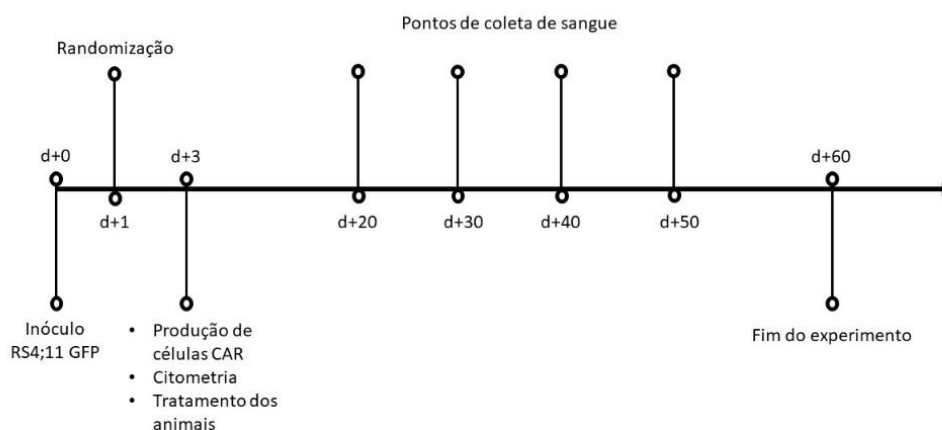 Pontos de coleta de sangue
Randomização
d+0
d+3
d+60
d+1
d+20
d+30
d+40
d+50
Inóculo
RS4;11 GFP
• Produção de
células CAR
• Citometria
• Tratamento dos
animais
Fim do experimento